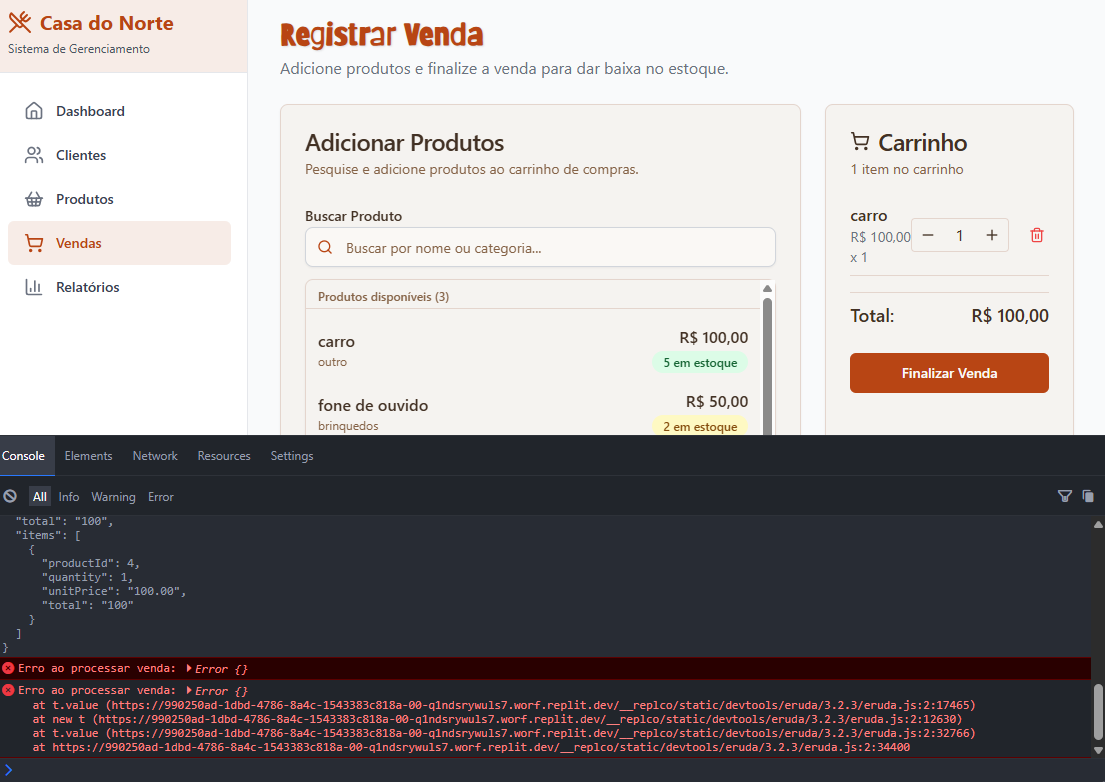 Casa do Norte
Sistema de Gerenciamento
Dashboard
Clientes
Produtos
Vendas
Relatórios
Registrar Venda
Adicione produtos e finalize a venda para dar baixa no estoque.
Adicionar Produtos
Pesquise e adicione produtos ao carrinho de compras.
Buscar Produto
Buscar por nome ou categoria...
Produtos disponíveis (3)
carro
R$ 100,00
outro
5 em estoque
fone de ouvido
R$ 50,00
brinquedos
2 em estoque
Carrinho
1 item no carrinho
carro
R$ 100,00
x 1
1
Total:
R$ 100,00
Finalizar Venda
Console Elements Network Resources Settings
All Info Warning Error
"total": "100",
"items": [
{
"productId": 4,
"quantity": 1,
"unitPrice": "100.00",
"total": "100"
}
]
}
Erro ao processar venda: Error {}
Erro ao processar venda: Error {}
at t.value (https://990250ad-1dbd-4786-8a4c-1543383c818a-00-q1ndsrywuls7.worf.replit.dev/__replco/static/devtools/eruda/3.2.3/eruda.js:2:17465)
at new t (https://990250ad-1dbd-4786-8a4c-1543383c818a-00-q1ndsrywuls7.worf.replit.dev/__replco/static/devtools/eruda/3.2.3/eruda.js:2:12630)
at t.value (https://990250ad-1dbd-4786-8a4c-1543383c818a-00-q1ndsrywuls7.worf.replit.dev/__replco/static/devtools/eruda/3.2.3/eruda.js:2:32766)
at https://990250ad-1dbd-4786-8a4c-1543383c818a-00-q1ndsrywuls7.worf.replit.dev/__replco/static/devtools/eruda/3.2.3/eruda.js:2:34400